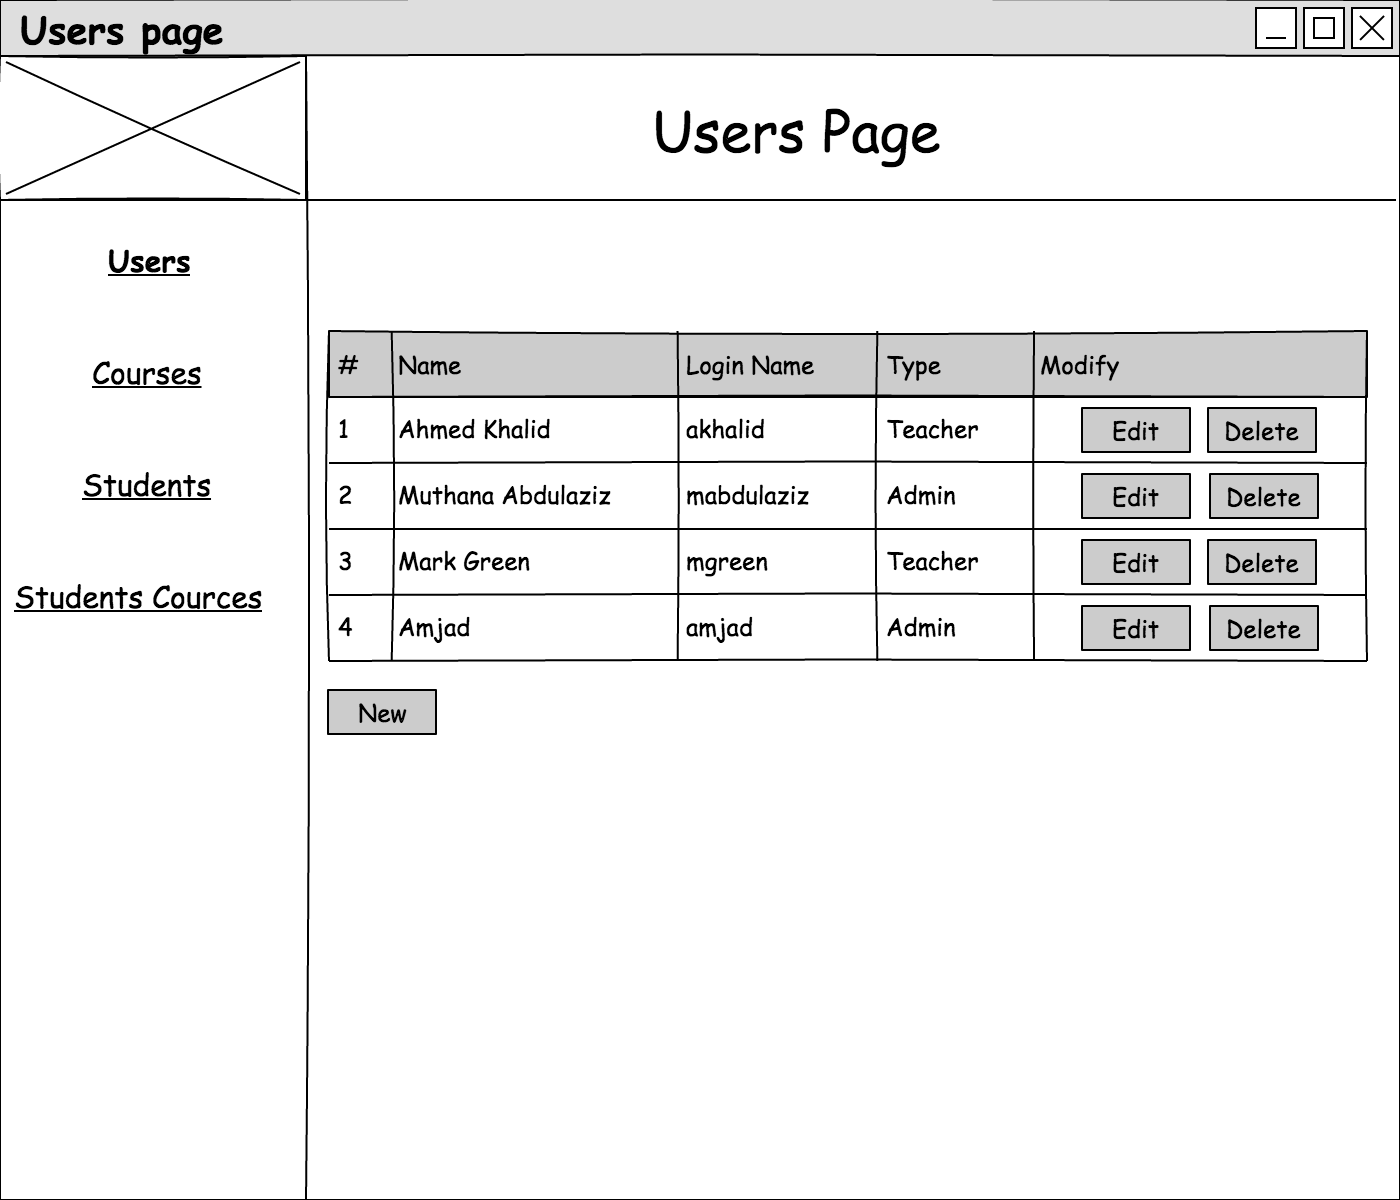 Users page
Users Page
Users
Courses
Students
Students Cources
# Name Login Name Type Modify
1 Ahmed Khalid akhalid Teacher Edit Delete
2 Muthana Abdulaziz mabdulaziz Admin Edit Delete
3 Mark Green mgreen Teacher Edit Delete
4 Amjad amjad Admin Edit Delete
New